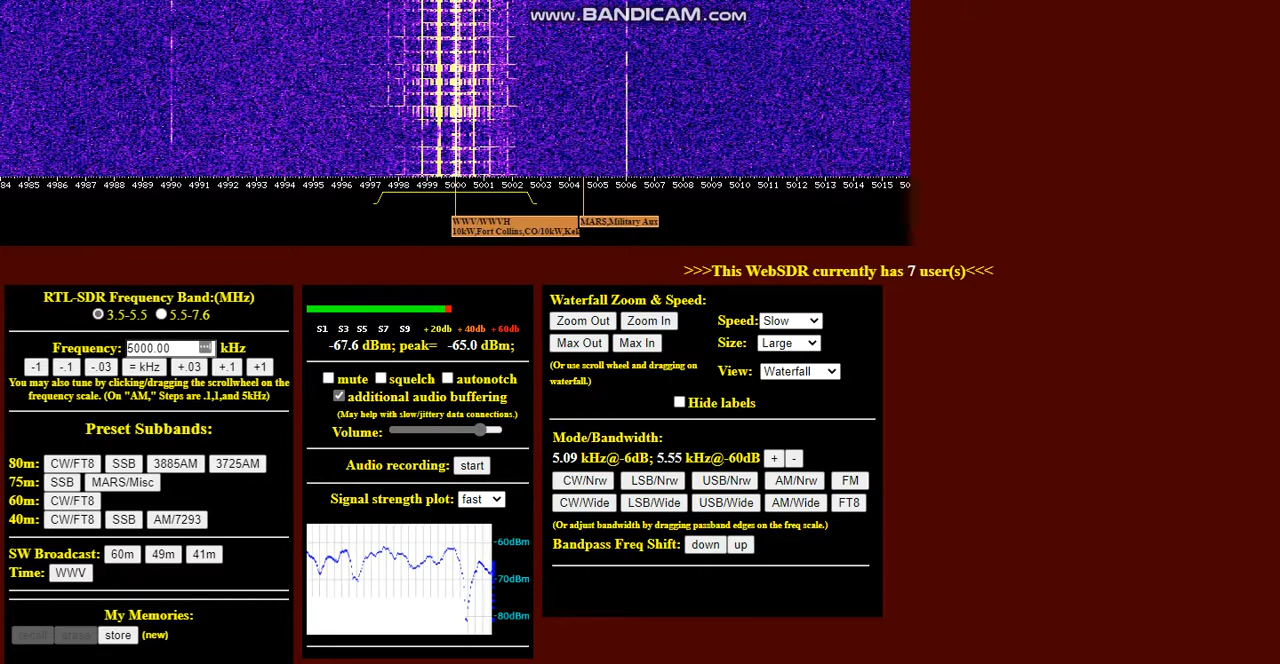 www.BANDICAM.com
84 4985 4986 4987 4988 4989 4990 4991 4992 4993 4994 4995 4996 4997 4998 4999 5000 5001 5002 5003 5004 5005 5006 5007 5008 5009 5010 5011 5012 5013 5014 5015 50
WWV/WWVH
10kW,Fort Collins,CO/10kW,Kek
MARS,Military Aux
>>>This WebSDR currently has 7 user(s)<<<
RTL-SDR Frequency Band:(MHz)
3.5-5.5 5.5-7.6
Frequency: 5000.00 kHz
-1 -.1 -.03 = kHz +.03 +.1 +1
You may also tune by clicking/dragging the scrollwheel on the
frequency scale. (On "AM," Steps are .1,1,and 5kHz)
Preset Subbands:
80m: CW/FT8 SSB 3885AM 3725AM
75m: SSB MARS/Misc
60m: CW/FT8
40m: CW/FT8 SSB AM/7293
SW Broadcast: 60m 49m 41m
Time: WWV
My Memories:
recall erase store (new)
S1 S3 S5 S7 S9 +20db +40db +60db
-67.6 dBm; peak= -65.0 dBm;
mute squelch autonotch
additional audio buffering
(May help with slow/jittery data connections.)
Volume:
Audio recording: start
Signal strength plot: fast
-60dBm
-70dBm
-80dBm
Waterfall Zoom & Speed:
Zoom Out Zoom In Speed: Slow
Max Out Max In Size: Large
(Or use scroll wheel and dragging on
waterfall.)
View: Waterfall
Hide labels
Mode/Bandwidth:
5.09 kHz@-6dB; 5.55 kHz@-60dB + -
CW/Nrw LSB/Nrw USB/Nrw AM/Nrw FM
CW/Wide LSB/Wide USB/Wide AM/Wide FT8
(Or adjust bandwidth by dragging passband edges on the freq scale.)
Bandpass Freq Shift: down up